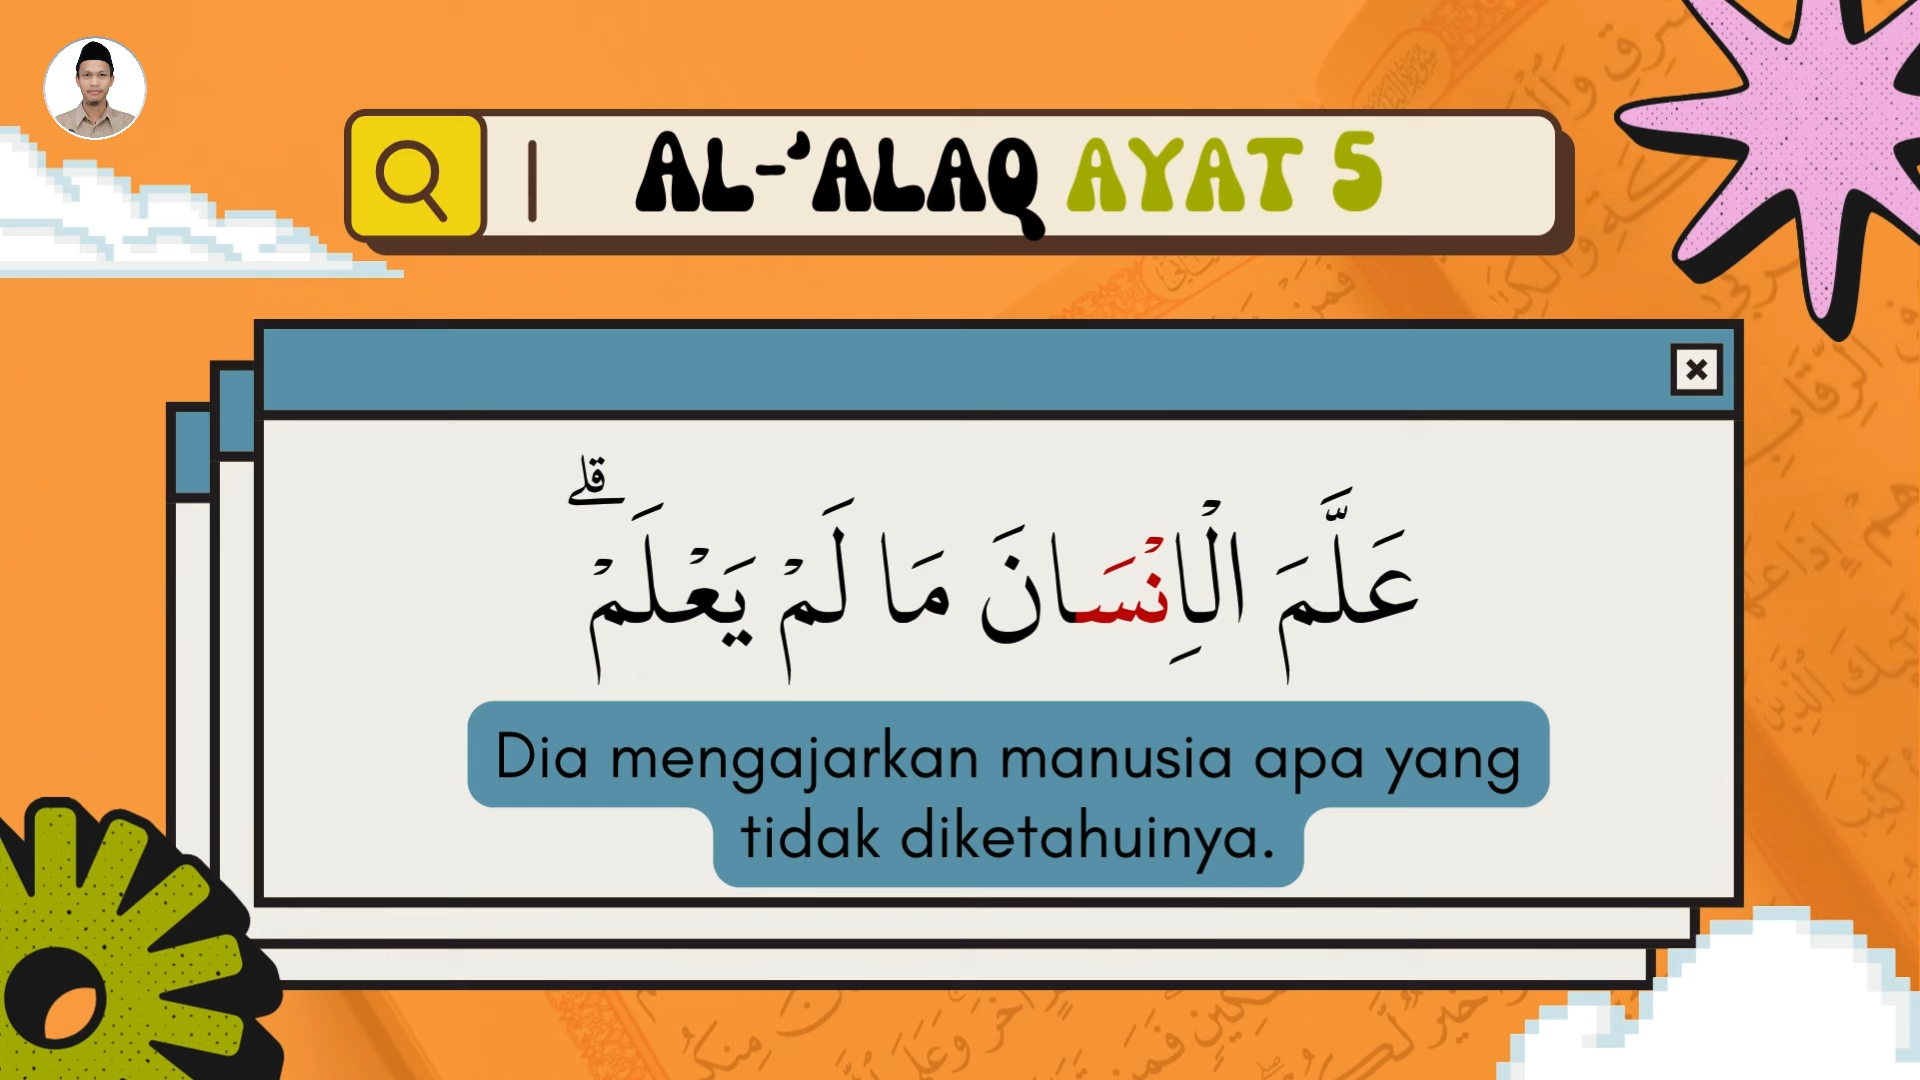 AL-'ALAQ AYAT 5
عَلَّمَ الْاِنْسَانَ مَا لَمْ يَعْلَمْۗ
Dia mengajarkan manusia apa yang
tidak diketahuinya.